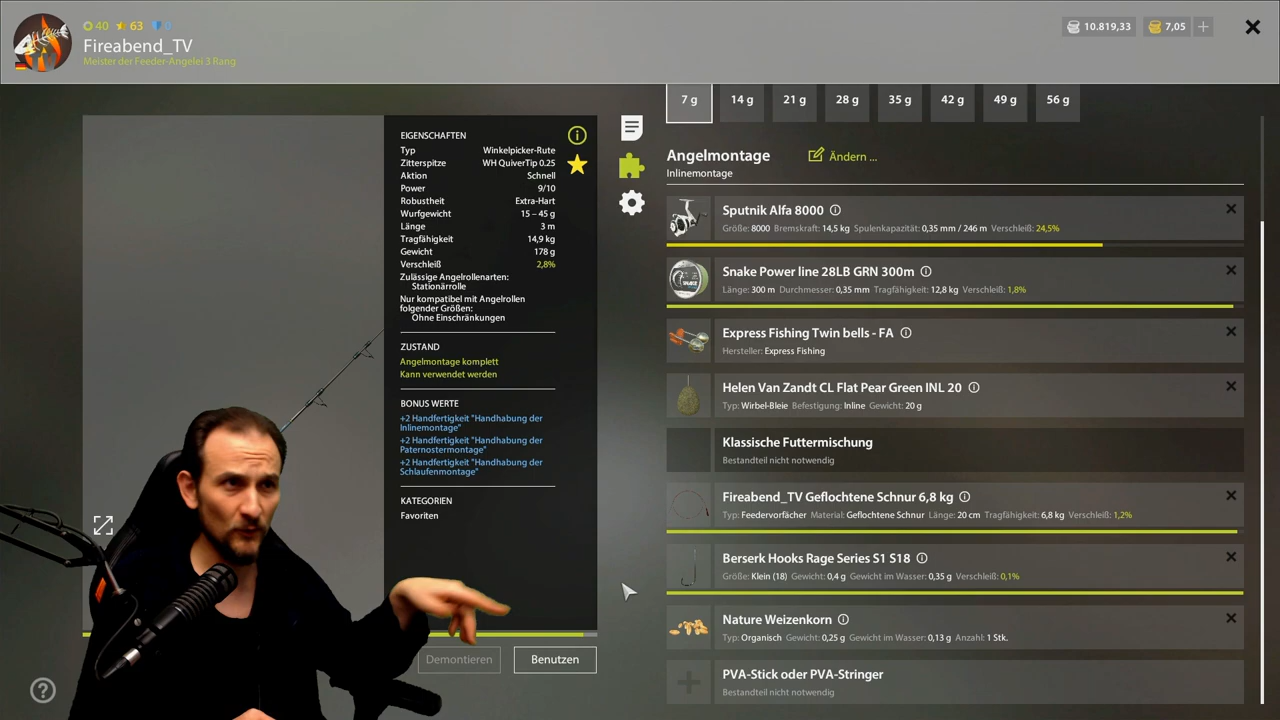 40 63 0
Fireabend_TV
Meister der Feeder-Angelei 3 Rang
10.819,33 7,05
EIGENSCHAFTEN
Typ Winkelpicker-Rute
Zitterspitze WH QuiverTip 0.25
Aktion Schnell
Power 9/10
Robustheit Extra-Hart
Wurfgewicht 15 – 45 g
Länge 3 m
Tragfähigkeit 14,9 kg
Gewicht 178 g
Verschleiß 2,8%
Zulässige Angelrollenarten:
Stationärrolle
Nur kompatibel mit Angelrollen
folgender Größen:
Ohne Einschränkungen
ZUSTAND
Angelmontage komplett
Kann verwendet werden
BONUS WERTE
+2 Handfertigkeit "Handhabung der
Inlinemontage"
+2 Handfertigkeit "Handhabung der
Paternostermontage"
+2 Handfertigkeit "Handhabung der
Schlaufenmontage"
KATEGORIEN
Favoriten
Demontieren Benutzen
7 g 14 g 21 g 28 g 35 g 42 g 49 g 56 g
Angelmontage Ändern ...
Inlinemontage
Sputnik Alfa 8000
Größe: 8000 Bremskraft: 14,5 kg Spulenkapazität: 0,35 mm / 246 m Verschleiß: 24,5%
Snake Power line 28LB GRN 300m
Länge: 300 m Durchmesser: 0,35 mm Tragfähigkeit: 12,8 kg Verschleiß: 1,8%
Express Fishing Twin bells - FA
Hersteller: Express Fishing
Helen Van Zandt CL Flat Pear Green INL 20
Typ: Wirbel-Bleie Befestigung: Inline Gewicht: 20 g
Klassische Futtermischung
Bestandteil nicht notwendig
Fireabend_TV Geflochtene Schnur 6,8 kg
Typ: Feedervorfächer Material: Geflochtene Schnur Länge: 20 cm Tragfähigkeit: 6,8 kg Verschleiß: 1,2%
Berserk Hooks Rage Series S1 S18
Größe: Klein (18) Gewicht: 0,4 g Gewicht im Wasser: 0,35 g Verschleiß: 0,1%
Nature Weizenkorn
Typ: Organisch Gewicht: 0,25 g Gewicht im Wasser: 0,13 g Anzahl: 1 Stk.
PVA-Stick oder PVA-Stringer
Bestandteil nicht notwendig